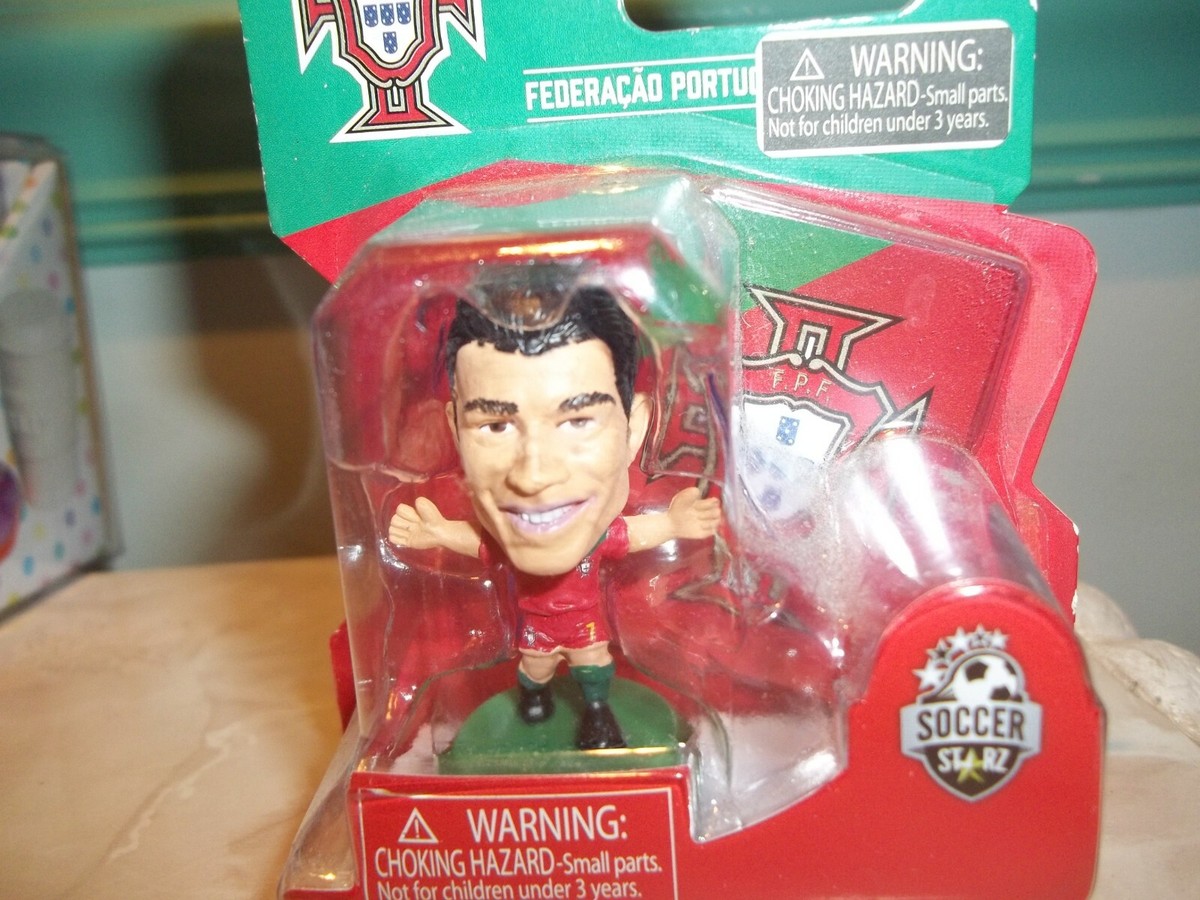 FEDERAÇÃO PORTUG
WARNING:
CHOKING HAZARD-Small parts.
Not for children under 3 years.
F.P.F.
7
SOCCER
STARZ
WARNING:
CHOKING HAZARD-Small parts.
Not for children under 3 years.